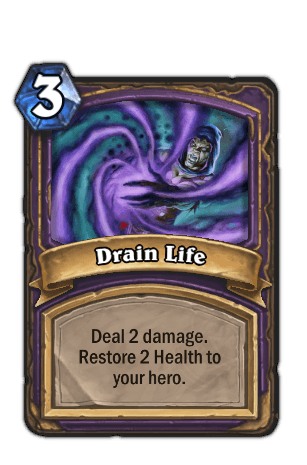 3
Drain Life
Deal 2 damage.
Restore 2 Health to
your hero.